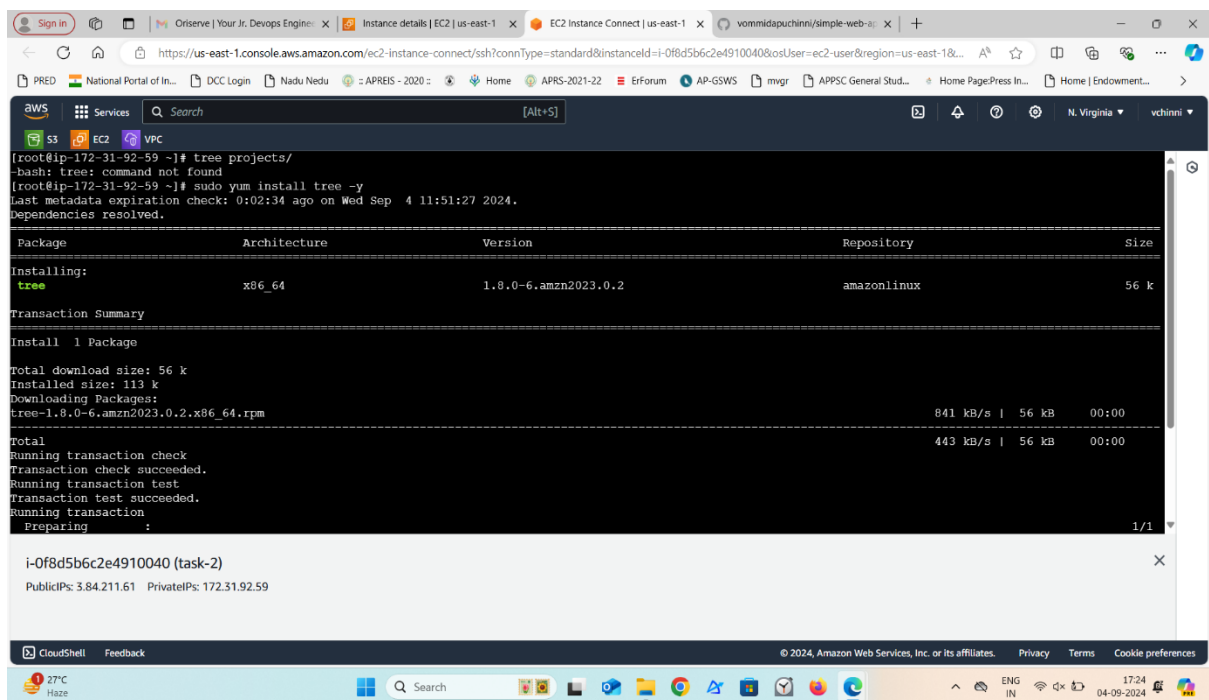 Sign in
Oriserve | Your Jr. Devops Enginee
Instance details | EC2 | us-east-1
EC2 Instance Connect | us-east-1
vommidapuchinni/simple-web-a
https://us-east-1.console.aws.amazon.com/ec2-instance-connect/ssh?connType=standard&instanceId=i-0f8d5b6c2e4910040&osUser=ec2-user&region=us-east-1&...
PRED National Portal of In... DCC Login Nadu Nedu :: APREIS - 2020 :: Home APRS-2021-22 ErForum AP-GSWS mvgr APPSC General Stud... Home Page:Press In... Home | Endowment...
aws Services Search [Alt+S] N. Virginia vchinni
S3 EC2 VPC
[root@ip-172-31-92-59 ~]# tree projects/
-bash: tree: command not found
[root@ip-172-31-92-59 ~]# sudo yum install tree -y
Last metadata expiration check: 0:02:34 ago on Wed Sep  4 11:51:27 2024.
Dependencies resolved.
Package Architecture Version Repository Size
Installing:
tree x86_64 1.8.0-6.amzn2023.0.2 amazonlinux 56 k
Transaction Summary
Install  1 Package
Total download size: 56 k
Installed size: 113 k
Downloading Packages:
tree-1.8.0-6.amzn2023.0.2.x86_64.rpm 841 kB/s |  56 kB 00:00
Total 443 kB/s |  56 kB 00:00
Running transaction check
Transaction check succeeded.
Running transaction test
Transaction test succeeded.
Running transaction
Preparing : 1/1
i-0f8d5b6c2e4910040 (task-2)
PublicIPs: 3.84.211.61 PrivateIPs: 172.31.92.59
CloudShell Feedback © 2024, Amazon Web Services, Inc. or its affiliates. Privacy Terms Cookie preferences
1 27°C
Haze
Search
ENG
IN
17:24
04-09-2024